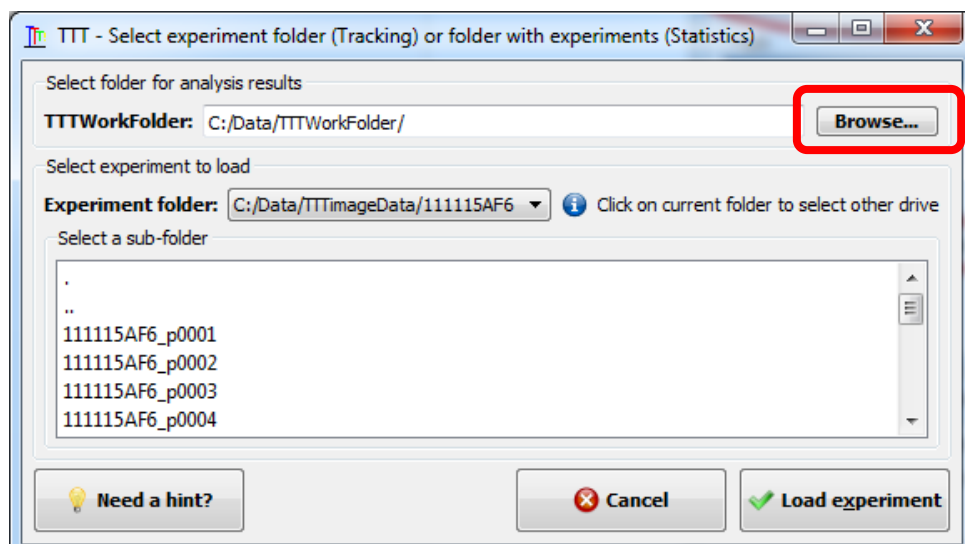 TTT - Select experiment folder (Tracking) or folder with experiments (Statistics)
Select folder for analysis results
TTTWorkFolder: C:/Data/TTTWorkFolder/ Browse...
Select experiment to load
Experiment folder: C:/Data/TTTimageData/111115AF6 Click on current folder to select other drive
Select a sub-folder
.
..
111115AF6_p0001
111115AF6_p0002
111115AF6_p0003
111115AF6_p0004
Need a hint? Cancel Load experiment